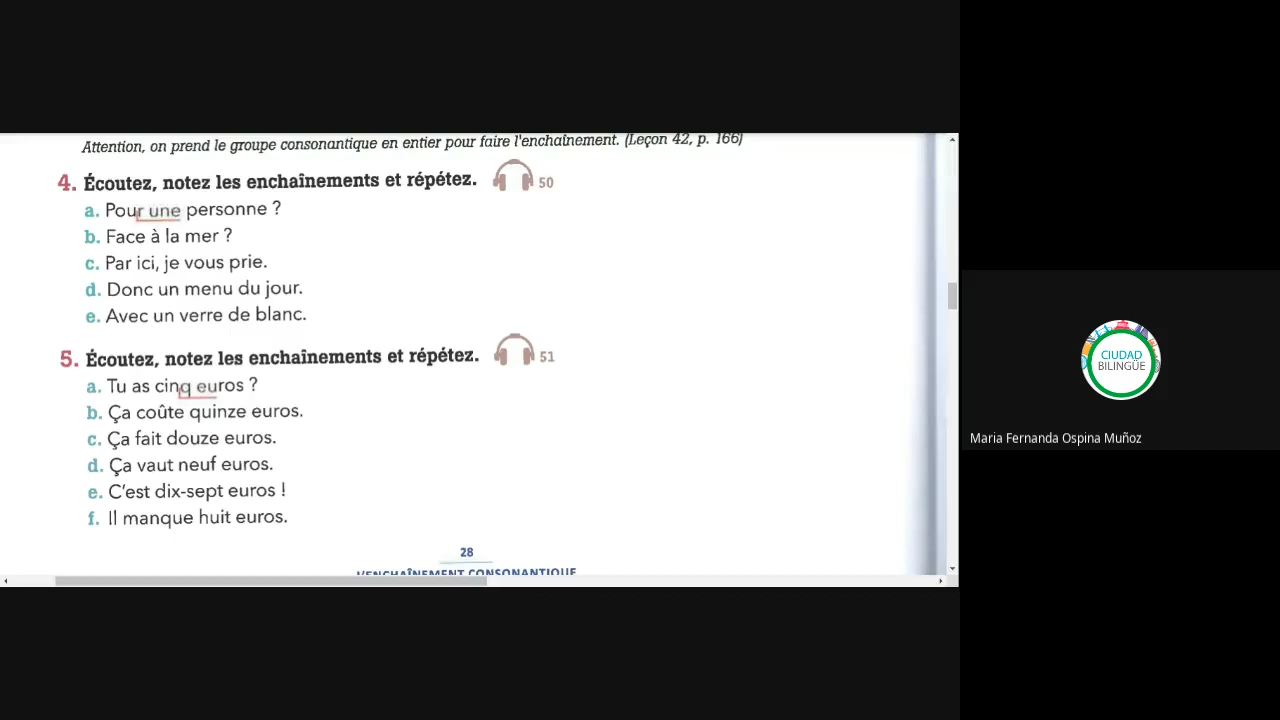 Attention, on prend le groupe consonantique en entier pour faire l'enchaînement. (Leçon 42, p. 166)
4. Écoutez, notez les enchaînements et répétez. 50
a. Pour une personne ?
b. Face à la mer ?
c. Par ici, je vous prie.
d. Donc un menu du jour.
e. Avec un verre de blanc.
5. Écoutez, notez les enchaînements et répétez. 51
a. Tu as cinq euros ?
b. Ça coûte quinze euros.
c. Ça fait douze euros.
d. Ça vaut neuf euros.
e. C'est dix-sept euros !
f. Il manque huit euros.
28
L'ENCHAÎNEMENT CONSONANTIQUE
CIUDAD
BILINGÜE
Maria Fernanda Ospina Muñoz